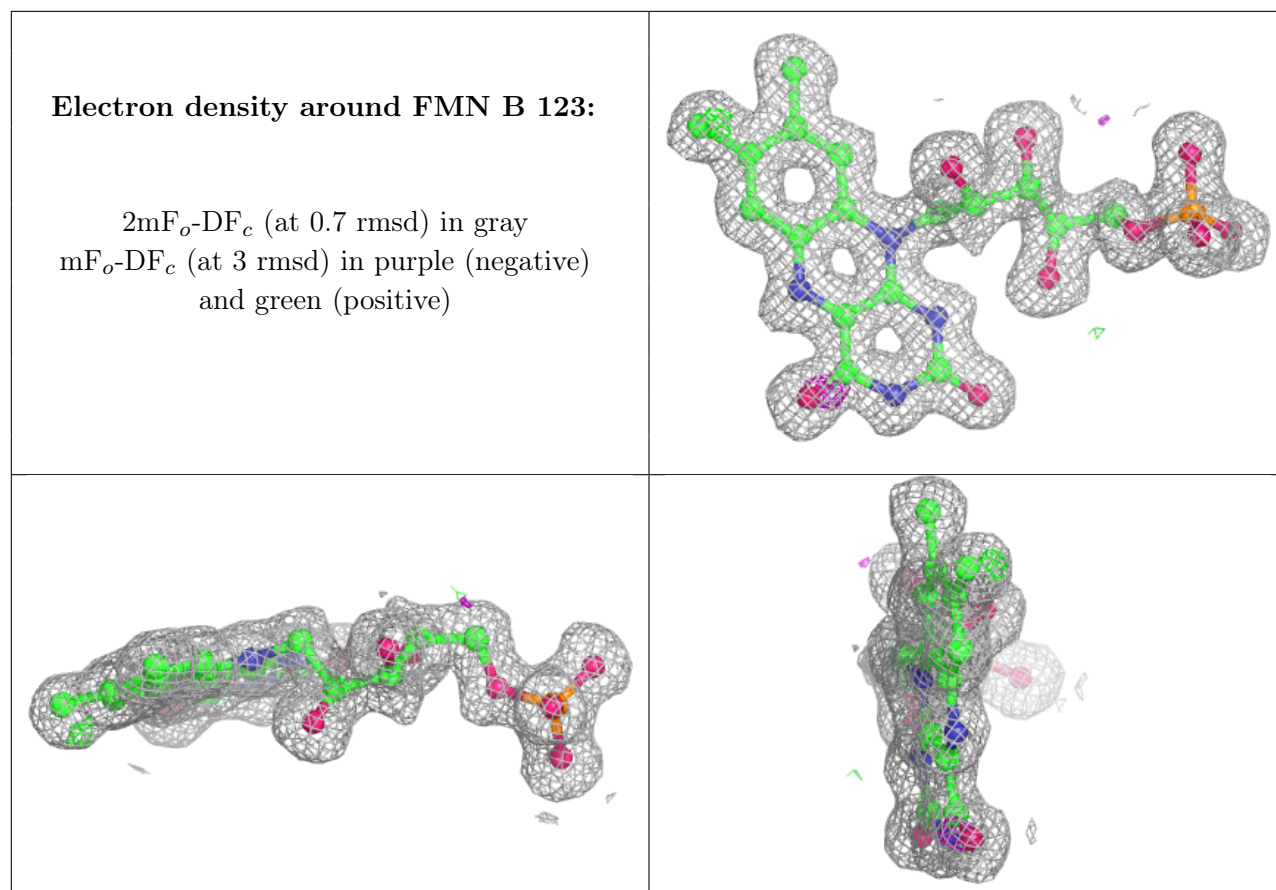 Electron density around FMN B 123:
2mFo-DFc (at 0.7 rmsd) in gray
mFo-DFc (at 3 rmsd) in purple (negative)
and green (positive)